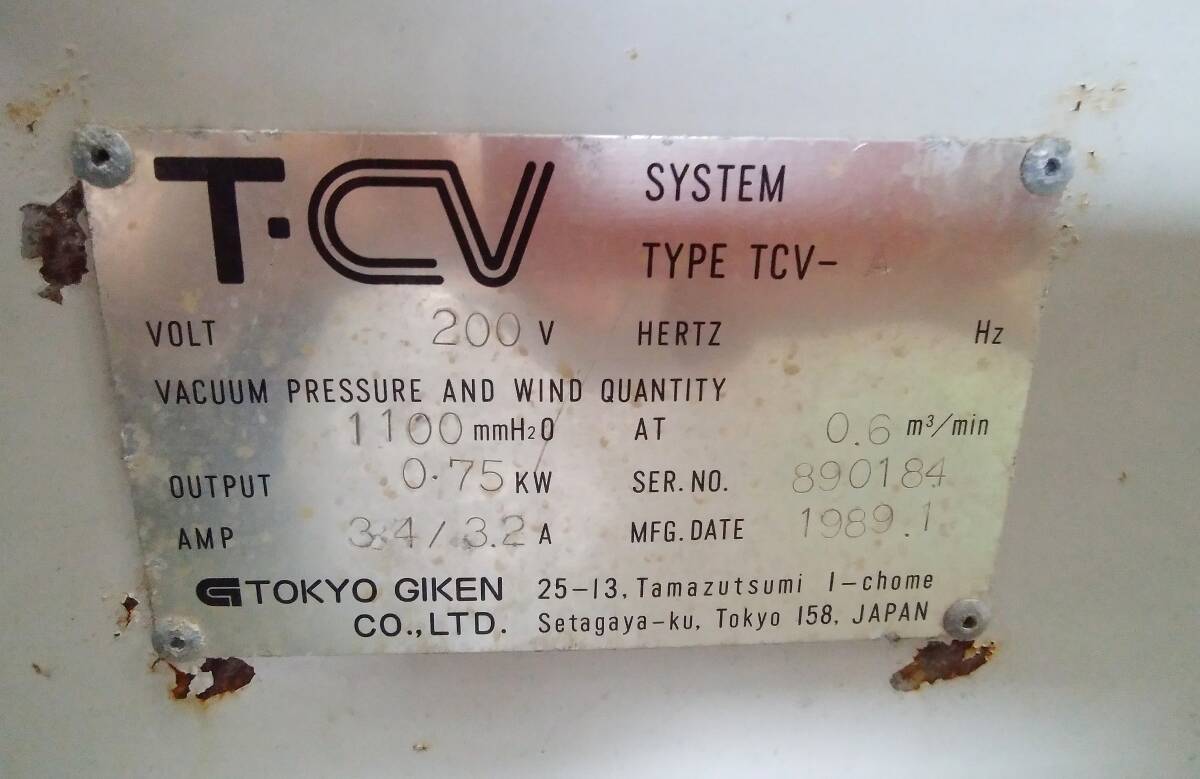 T·CV SYSTEM
TYPE TCV-A
VOLT 200 V HERTZ Hz
VACUUM PRESSURE AND WIND QUANTITY
1100 mmH₂O AT 0.6 m³/min
OUTPUT 0.75 KW SER.NO. 890184
AMP 3.4/3.2 A MFG.DATE 1989.1
TOKYO GIKEN CO.,LTD.
25-13, Tamazutsumi 1-chome
Setagaya-ku, Tokyo 158, JAPAN